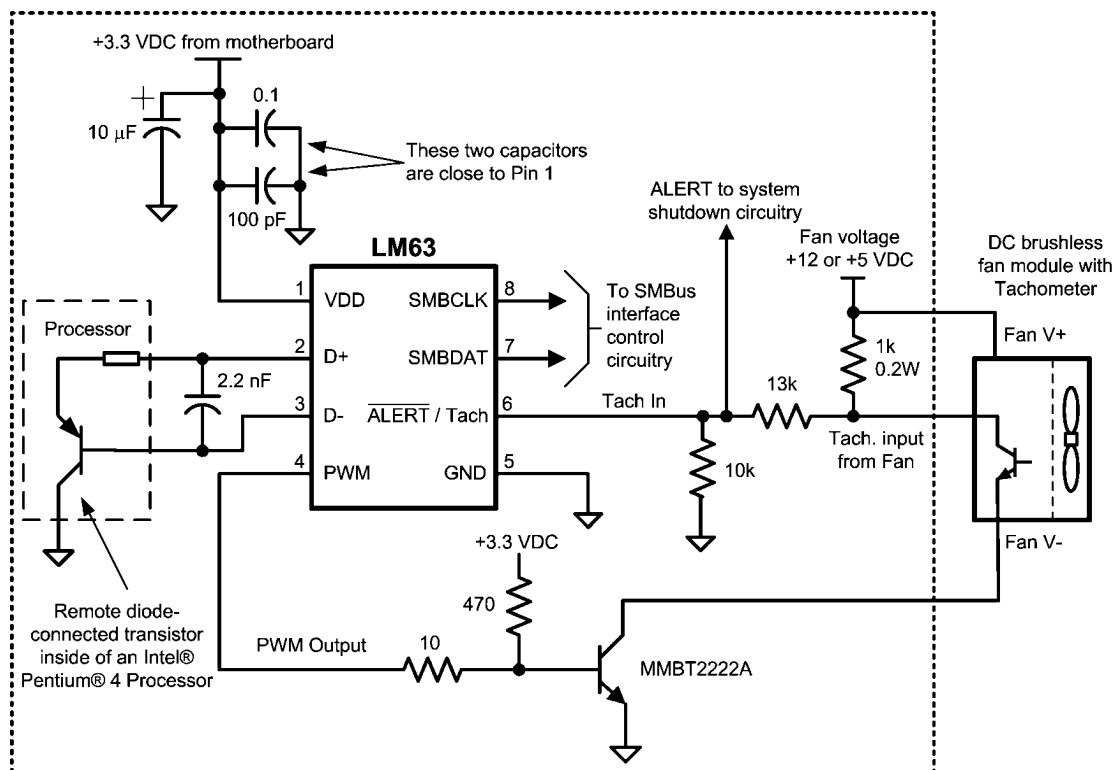 +3.3 VDC from motherboard
+
10 μF
0.1
100 pF
These two capacitors
are close to Pin 1
ALERT to system
shutdown circuitry
Fan voltage
+12 or +5 VDC
DC brushless
fan module with
Tachometer
LM63
1
VDD
2
D+
3
D-
4
PWM
SMBCLK
8
SMBDAT
7
ALERT / Tach
6
GND
5
To SMBus
interface
control
circuitry
Processor
2.2 nF
Tach In
13k
10k
1k
0.2W
Fan V+
Tach. input
from Fan
Fan V-
+3.3 VDC
470
Remote diode-
connected transistor
inside of an Intel®
Pentium® 4 Processor
PWM Output
10
MMBT2222A